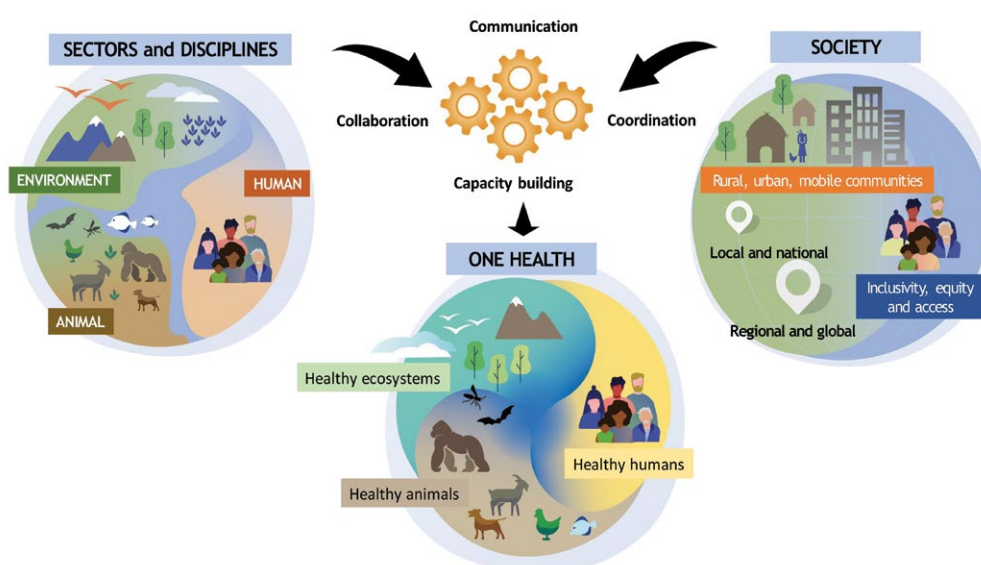 SECTORS and DISCIPLINES
ENVIRONMENT
HUMAN
ANIMAL
Communication
Collaboration
Coordination
Capacity building
SOCIETY
Rural, urban, mobile communities
Local and national
Inclusivity, equity
and access
Regional and global
ONE HEALTH
Healthy ecosystems
Healthy humans
Healthy animals